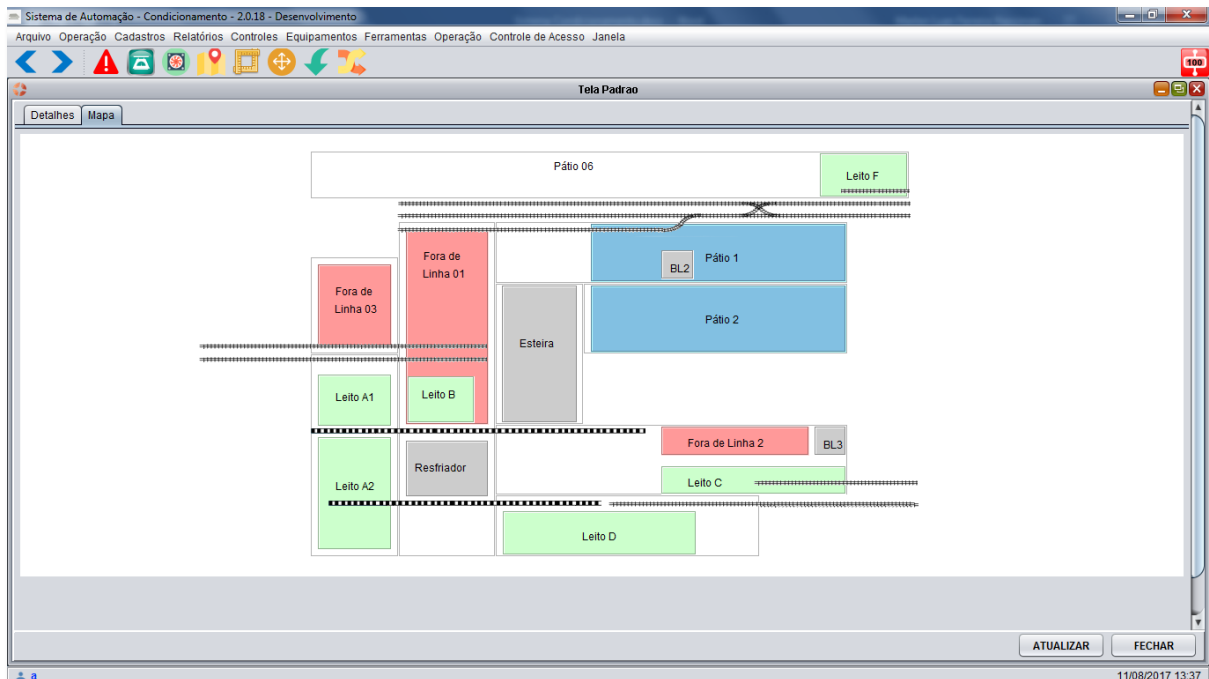 Sistema de Automação - Condicionamento - 2.0.18 - Desenvolvimento
Arquivo Operação Cadastros Relatórios Controles Equipamentos Ferramentas Operação Controle de Acesso Janela
100
Tela Padrao
Detalhes Mapa
Pátio 06
Leito F
Fora de
Linha 01
Pátio 1
BL2
Fora de
Linha 03
Pátio 2
Esteira
Leito A1
Leito B
Fora de Linha 2
BL3
Resfriador
Leito A2
Leito C
Leito D
ATUALIZAR FECHAR
a
11/08/2017 13:37